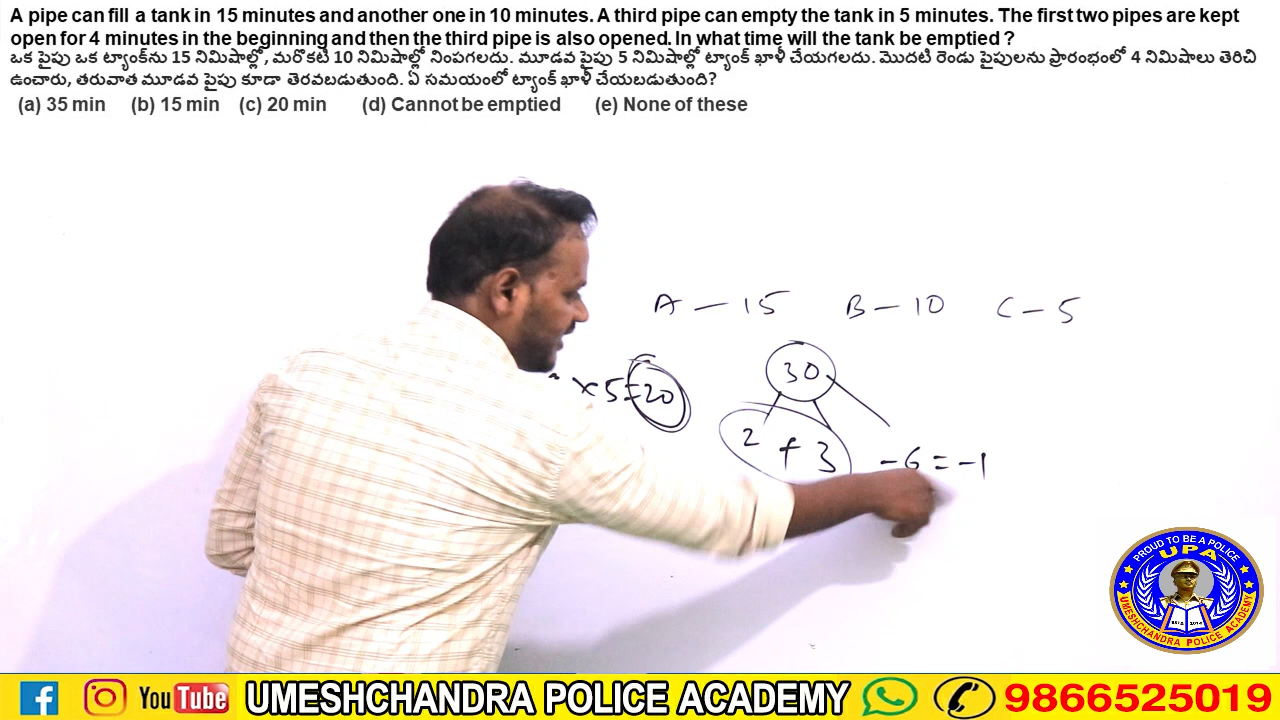 A pipe can fill a tank in 15 minutes and another one in 10 minutes. A third pipe can empty the tank in 5 minutes. The first two pipes are kept
open for 4 minutes in the beginning and then the third pipe is also opened. In what time will the tank be emptied ?
ఒక పైపు ఒక ట్యాంక్‌ను 15 నిమిషాల్లో, మరొకటి 10 నిమిషాల్లో నింపగలదు. మూడవ పైపు 5 నిమిషాల్లో ట్యాంక్ ఖాళీ చేయగలదు. మొదటి రెండు పైపులను ప్రారంభంలో 4 నిమిషాలు తెరిచి
ఉంచారు, తరువాత మూడవ పైపు కూడా తెరవబడుతుంది. ఏ సమయంలో ట్యాంక్ ఖాళీ చేయబడుతుంది?
(a) 35 min (b) 15 min (c) 20 min (d) Cannot be emptied (e) None of these
A - 15 B - 10 C - 5
30
× 5 = 20
2 + 3 - 6 = -1
PROUD TO BE A POLICE
UPA
UMESHCHANDRA POLICE ACADEMY
YouTube UMESHCHANDRA POLICE ACADEMY 9866525019